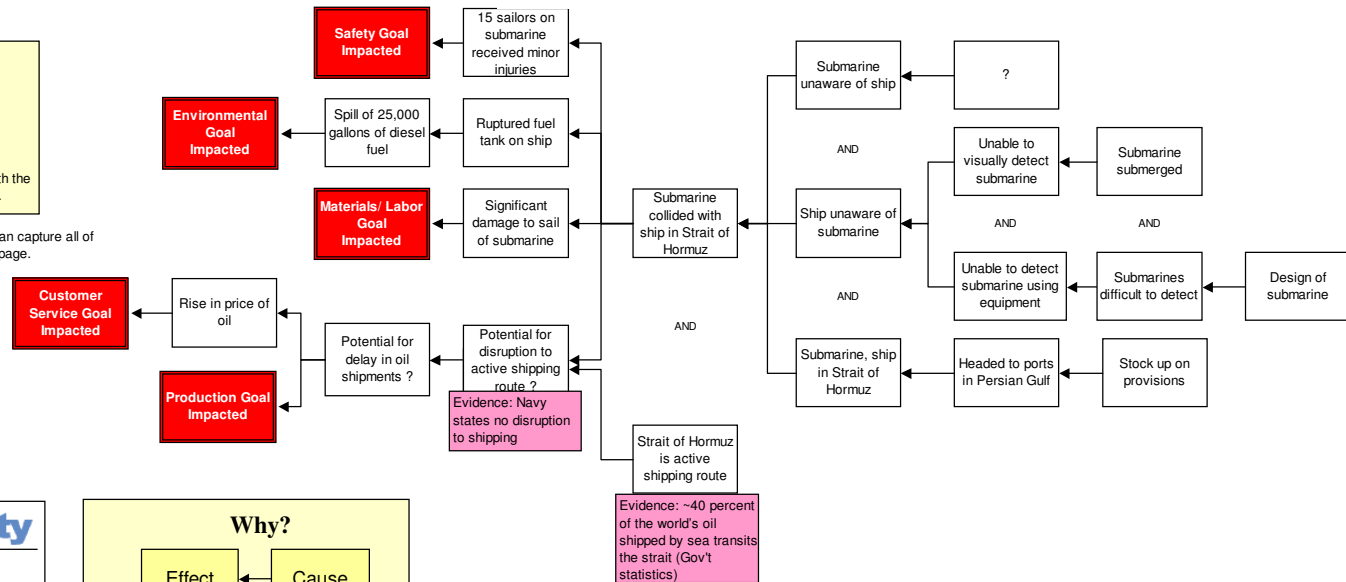 Safety Goal
Impacted
15 sailors on
submarine
received minor
injuries
Submarine
unaware of ship
?
Environmental
Goal
Impacted
Spill of 25,000
gallons of diesel
fuel
Ruptured fuel
tank on ship
AND
Unable to
visually detect
submarine
Submarine
submerged
th the
Materials/ Labor
Goal
Impacted
Significant
damage to sail
of submarine
Submarine
collided with
ship in Strait of
Hormuz
Ship unaware of
submarine
AND
AND
an capture all of
page.
Customer
Service Goal
Impacted
Rise in price of
oil
AND
Unable to detect
submarine using
equipment
Submarines
difficult to detect
Design of
submarine
Potential for
delay in oil
shipments ?
Potential for
disruption to
active shipping
route ?
AND
Submarine, ship
in Strait of
Hormuz
Headed to ports
in Persian Gulf
Stock up on
provisions
Production Goal
Impacted
Evidence: Navy
states no disruption
to shipping
Strait of Hormuz
is active
shipping route
Evidence: ~40 percent
of the world's oil
shipped by sea transits
the strait (Gov't
statistics)
ty
Why?
Effect
Cause